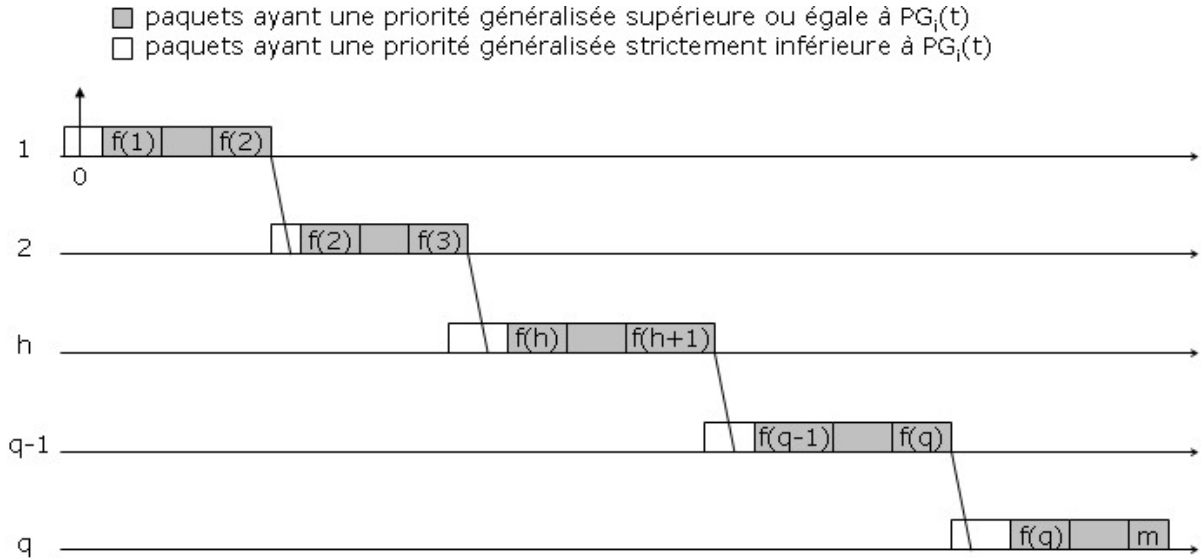 paquets ayant une priorité généralisée supérieure ou égale à PGᵢ(t)
paquets ayant une priorité généralisée strictement inférieure à PGᵢ(t)
1 f(1) f(2)
0
2 f(2) f(3)
h f(h) f(h+1)
q-1 f(q-1) f(q)
q f(q) m